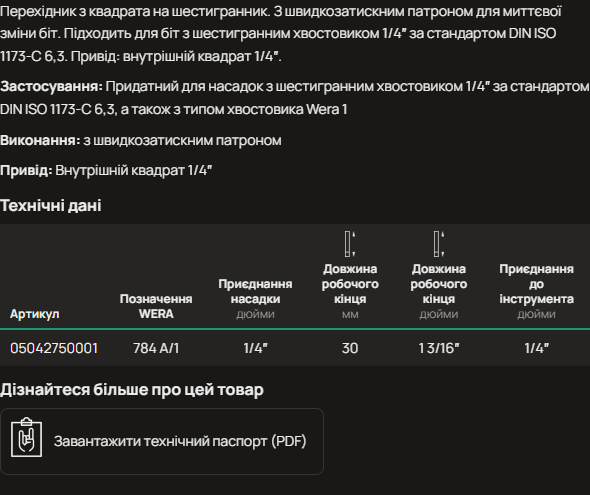 Перехідник з квадрата на шестигранник. З швидкозатискним патроном для миттєвої
зміни біт. Підходить для біт з шестигранним хвостовиком 1/4″ за стандартом DIN ISO
1173-C 6,3. Привід: внутрішній квадрат 1/4″.
Застосування: Придатний для насадок з шестигранним хвостовиком 1/4″ за стандартом
DIN ISO 1173-C 6,3, а також з типом хвостовика Wera 1
Виконання: з швидкозатискним патроном
Привід: Внутрішній квадрат 1/4″
Технічні дані
Артикул
Позначення
WERA
Приєднання
насадки
дюйми
Довжина
робочого
кінця
мм
Довжина
робочого
кінця
дюйми
Приєднання
до
інструмента
дюйми
05042750001 784 A/1 1/4″ 30 1 3/16″ 1/4″
Дізнайтеся більше про цей товар
Завантажити технічний паспорт (PDF)